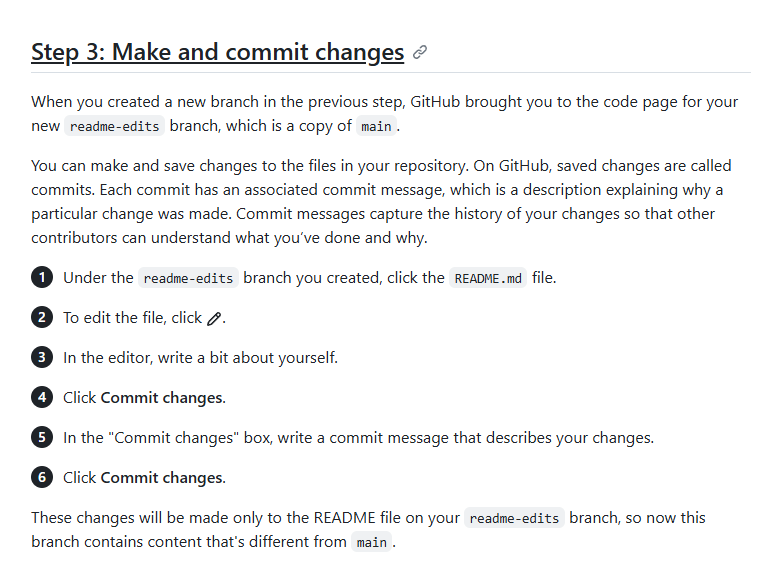 Step 3: Make and commit changes
When you created a new branch in the previous step, GitHub brought you to the code page for your
new readme-edits branch, which is a copy of main.
You can make and save changes to the files in your repository. On GitHub, saved changes are called
commits. Each commit has an associated commit message, which is a description explaining why a
particular change was made. Commit messages capture the history of your changes so that other
contributors can understand what you’ve done and why.
1 Under the readme-edits branch you created, click the README.md file.
2 To edit the file, click .
3 In the editor, write a bit about yourself.
4 Click Commit changes.
5 In the "Commit changes" box, write a commit message that describes your changes.
6 Click Commit changes.
These changes will be made only to the README file on your readme-edits branch, so now this
branch contains content that's different from main.